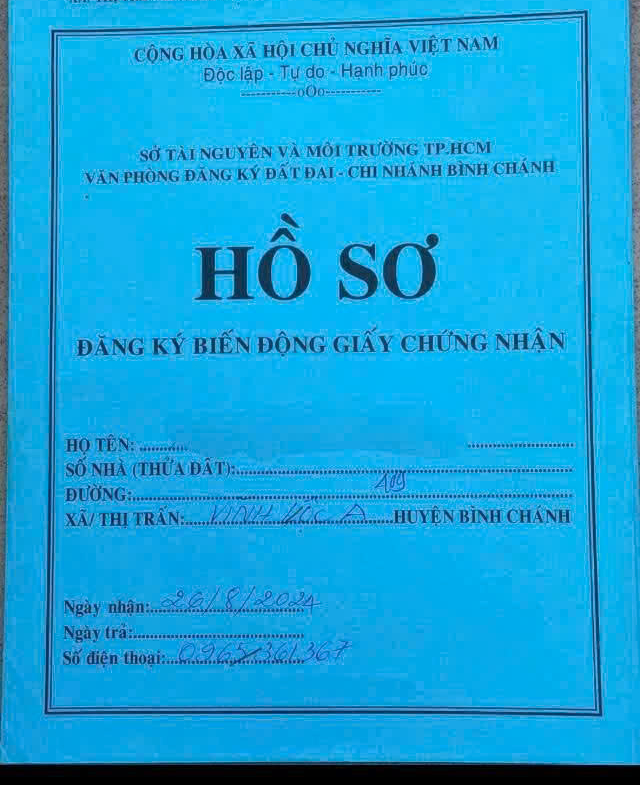 CỘNG HÒA XÃ HỘI CHỦ NGHĨA VIỆT NAM
Độc lập - Tự do - Hạnh phúc
-----------oOo-----------
SỞ TÀI NGUYÊN VÀ MÔI TRƯỜNG TP.HCM
VĂN PHÒNG ĐĂNG KÝ ĐẤT ĐAI - CHI NHÁNH BÌNH CHÁNH
HỒ SƠ
ĐĂNG KÝ BIẾN ĐỘNG GIẤY CHỨNG NHẬN
HỌ TÊN:
SỐ NHÀ (THỬA ĐẤT):
ĐƯỜNG:
XÃ/ THỊ TRẤN: VĨNH LỘC A HUYỆN BÌNH CHÁNH
Ngày nhận: 26/8/2024
Ngày trả:
Số điện thoại: 0965.361.367